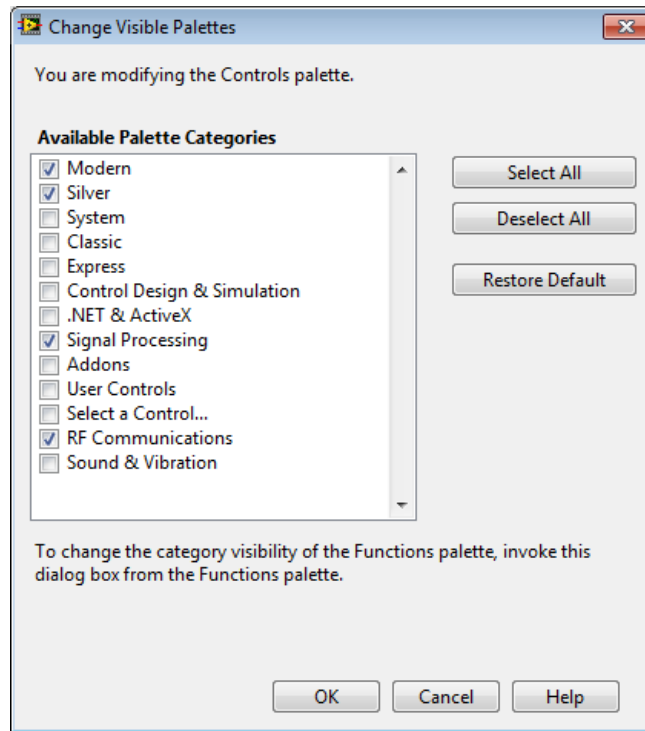 Change Visible Palettes
You are modifying the Controls palette.
Available Palette Categories
Modern
Silver
System
Classic
Express
Control Design & Simulation
.NET & ActiveX
Signal Processing
Addons
User Controls
Select a Control...
RF Communications
Sound & Vibration
Select All
Deselect All
Restore Default
To change the category visibility of the Functions palette, invoke this
dialog box from the Functions palette.
OK
Cancel
Help